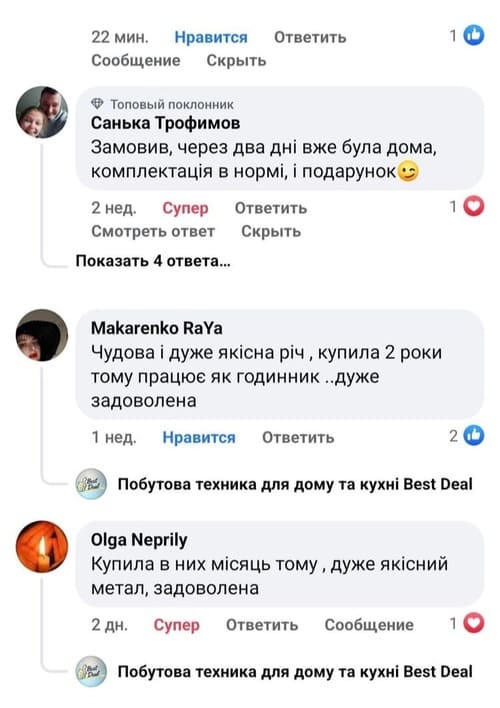 22 мин. Нравится Ответить 1
Сообщение Скрыть
Топовый поклонник
Санька Трофимов
Замовив, через два дні вже була дома,
комплектація в нормі, і подарунок😉
2 нед. Супер Ответить 1
Смотреть ответ Скрыть
Показать 4 ответа...
Makarenko RaYa
Чудова і дуже якісна річ , купила 2 роки
тому працює як годинник ..дуже
задоволена
1 нед. Нравится Ответить 2
Best Deal Побутова техника для дому та кухні Best Deal
Olga Neprily
Купила в них місяць тому , дуже якісний
метал, задоволена
2 дн. Супер Ответить Сообщение 1
Best Deal Побутова техника для дому та кухні Best Deal